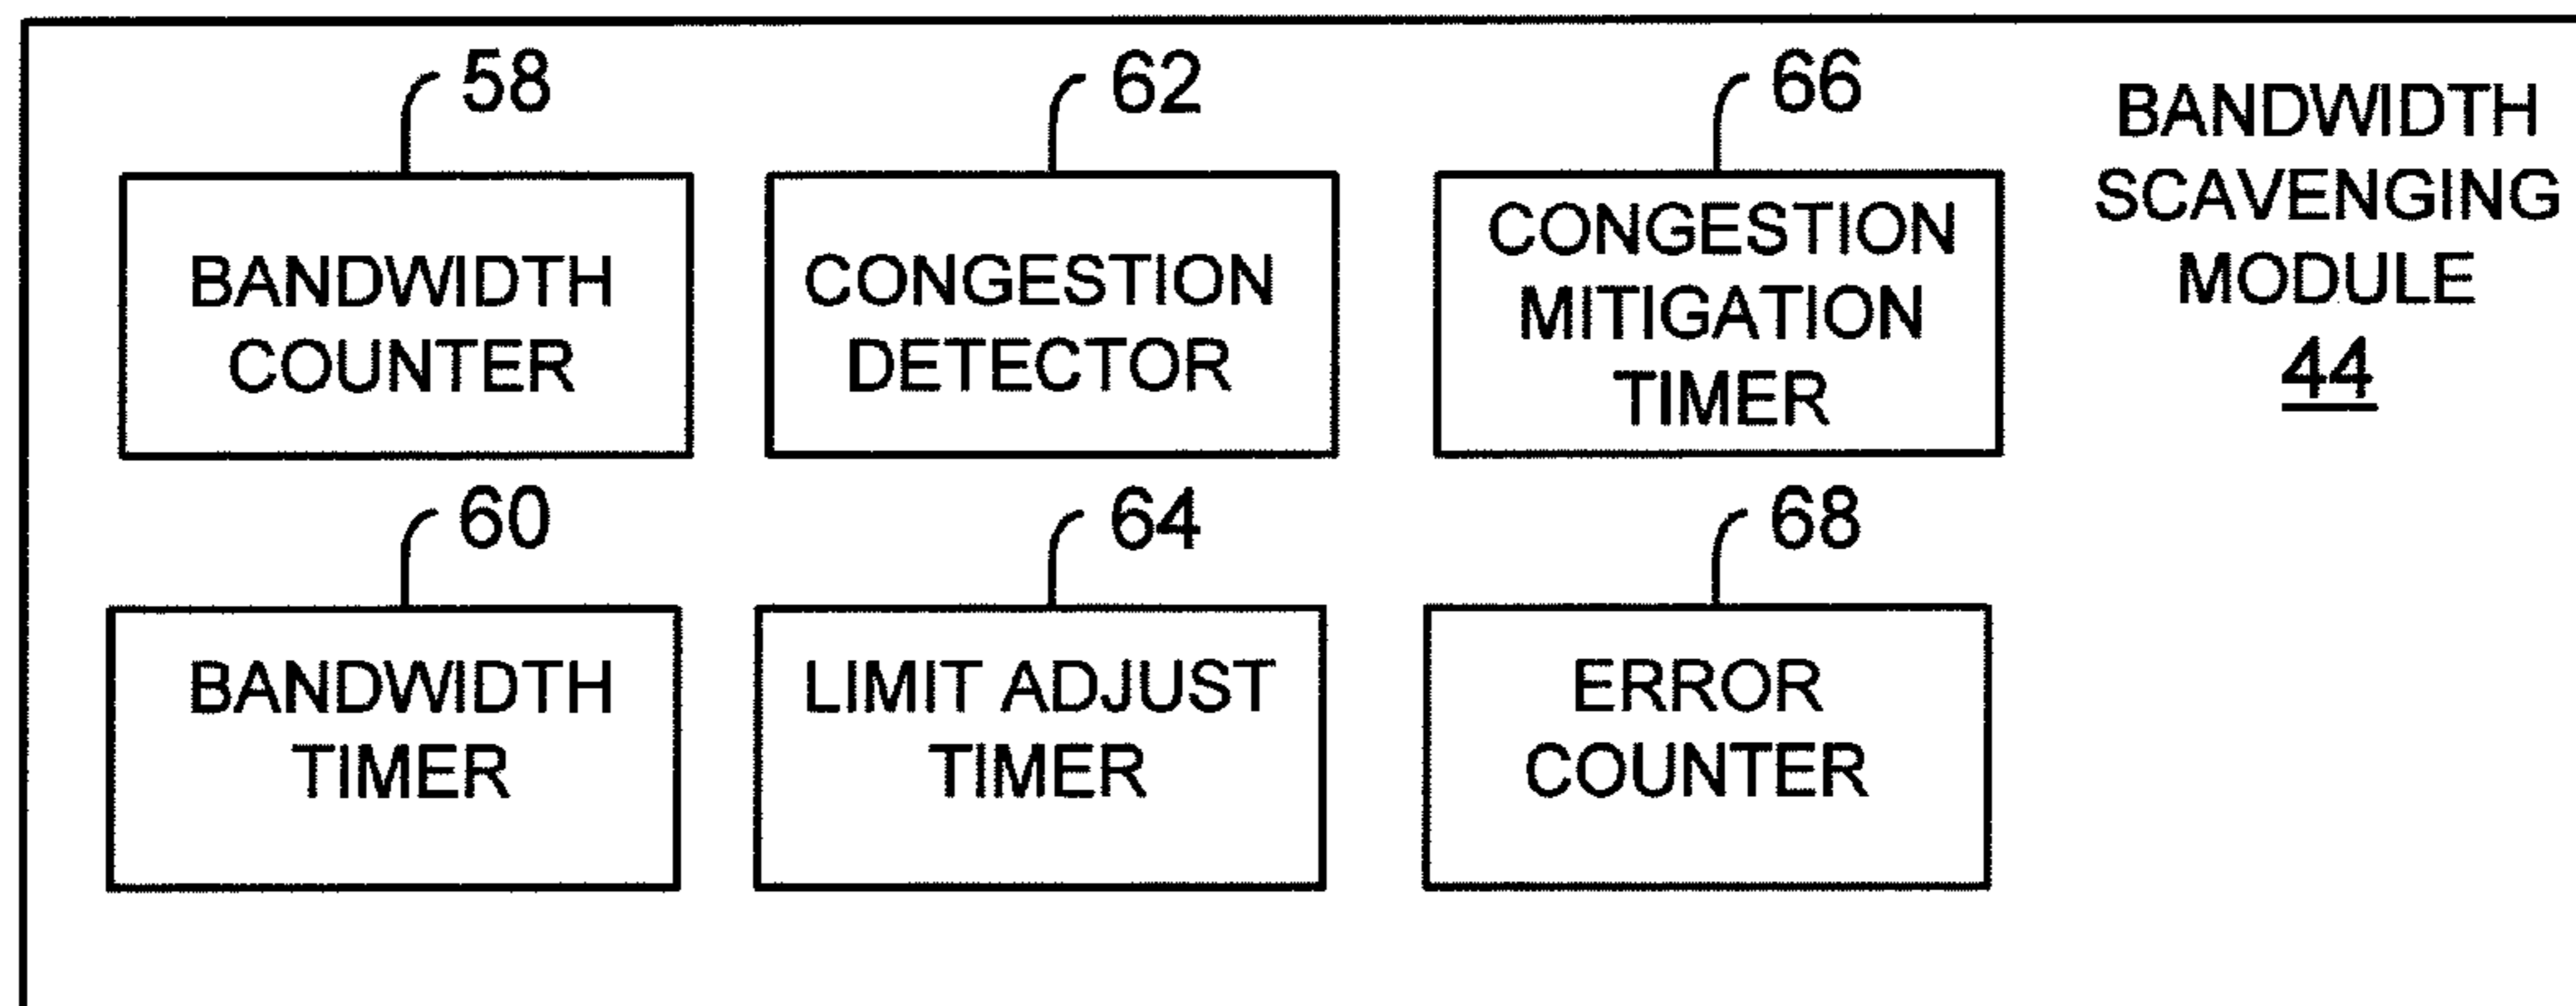 58
62
66
BANDWIDTH
SCAVENGING
MODULE
44
BANDWIDTH
COUNTER
CONGESTION
DETECTOR
CONGESTION
MITIGATION
TIMER
60
64
68
BANDWIDTH
TIMER
LIMIT ADJUST
TIMER
ERROR
COUNTER